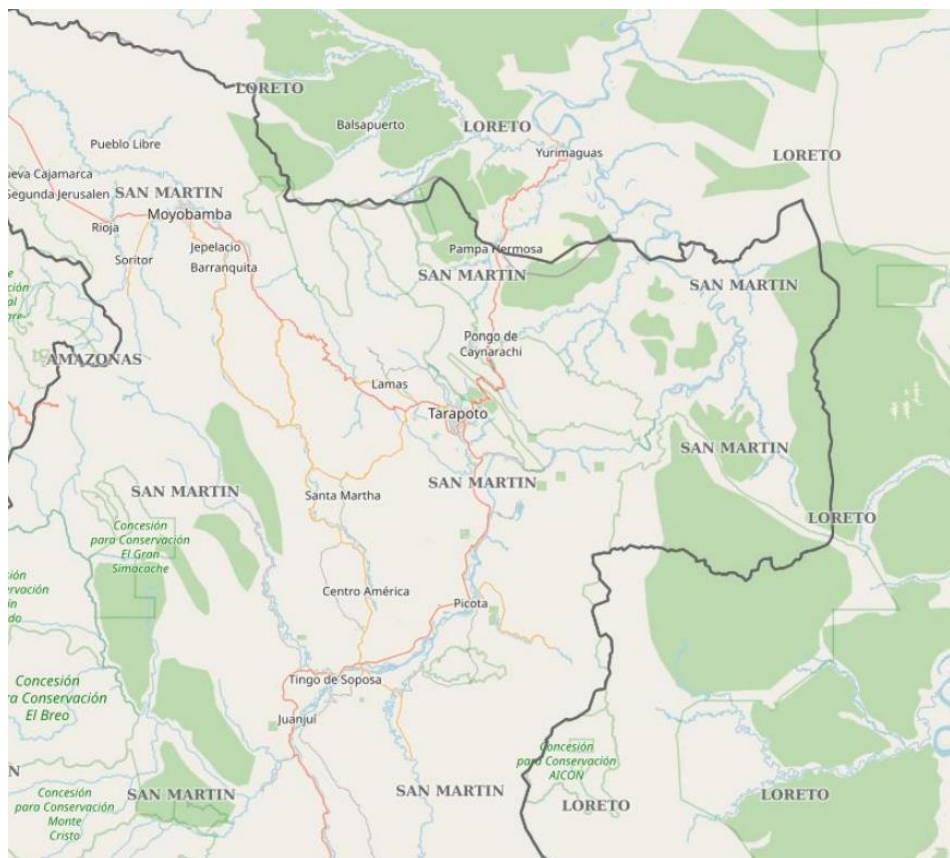 LORETO
Balsapuerto
LORETO
Pueblo Libre
Yurimaguas
LORETO
ueva Cajamarca
Segunda Jerusalen
SAN MARTIN
Moyobamba
Rioja
Jepelacio
Soritor
Barranquita
Pampa Hermosa
SAN MARTIN
SAN MARTIN
Pongo de
Caynarachi
AMAZONAS
Lamas
Tarapoto
SAN MARTIN
SAN MARTIN
SAN MARTIN
Santa Martha
LORETO
Concesión
para Conservación
El Gran
Simacache
Centro América
Picota
Concesión
ra Conservación
El Breo
Tingo de Soposa
Juanjuí
Concesión
para Conservación
AICON
SAN MARTIN
SAN MARTIN
LORETO
LORETO
Concesión
para Conservación
Monte
Cristo